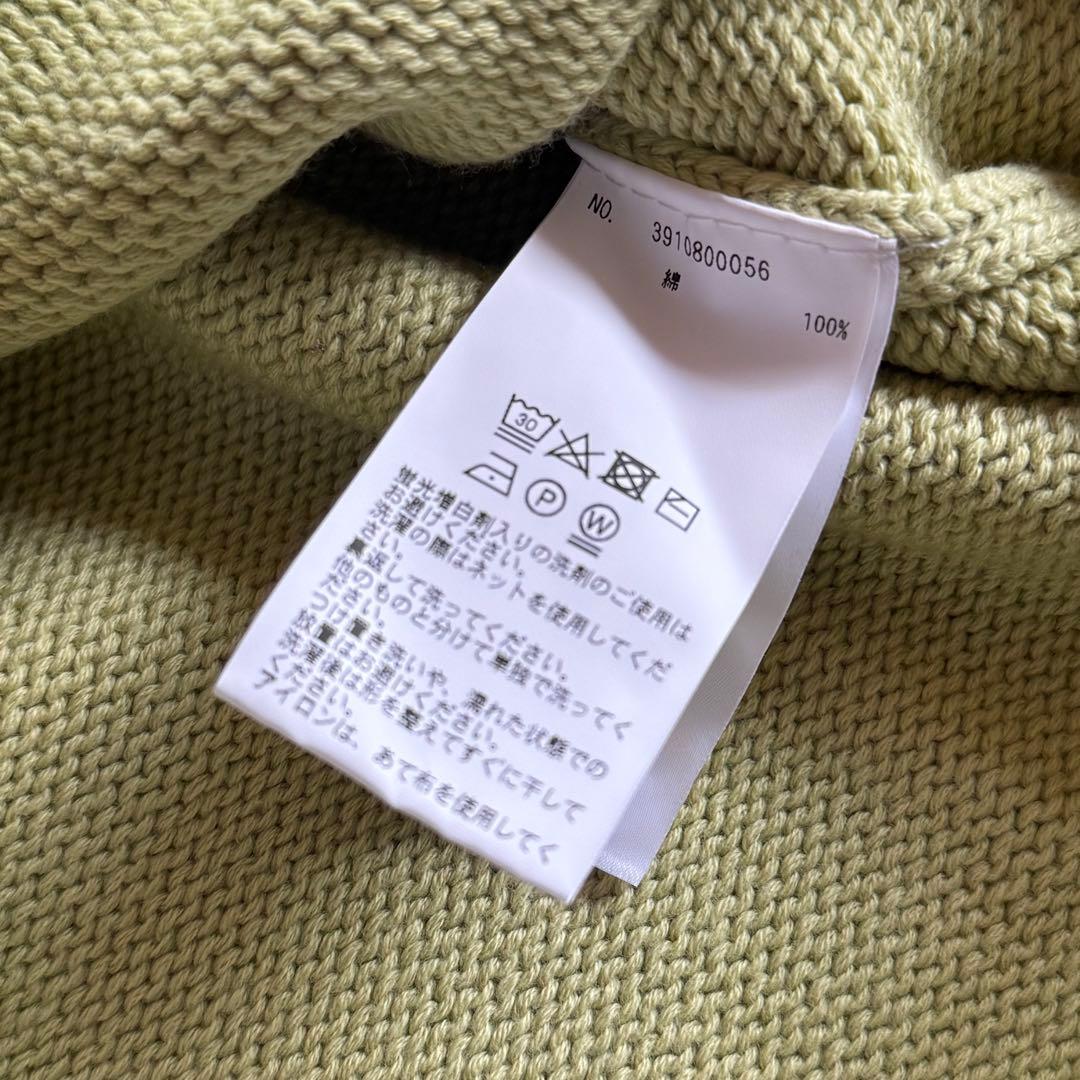 NO. 3910800056
綿 100%
30
P W
蛍光増白剤入りの洗剤のご使用は
お避けください。
洗濯の際はネットを使用してくだ
さい。
裏返して洗ってください。
他のものと分けて単独で洗ってく
ださい。
つけ置き洗いや、濡れた状態での
放置はお避けください。
洗濯後は形を整えてすぐに干して
ください。
アイロンは、あて布を使用してく